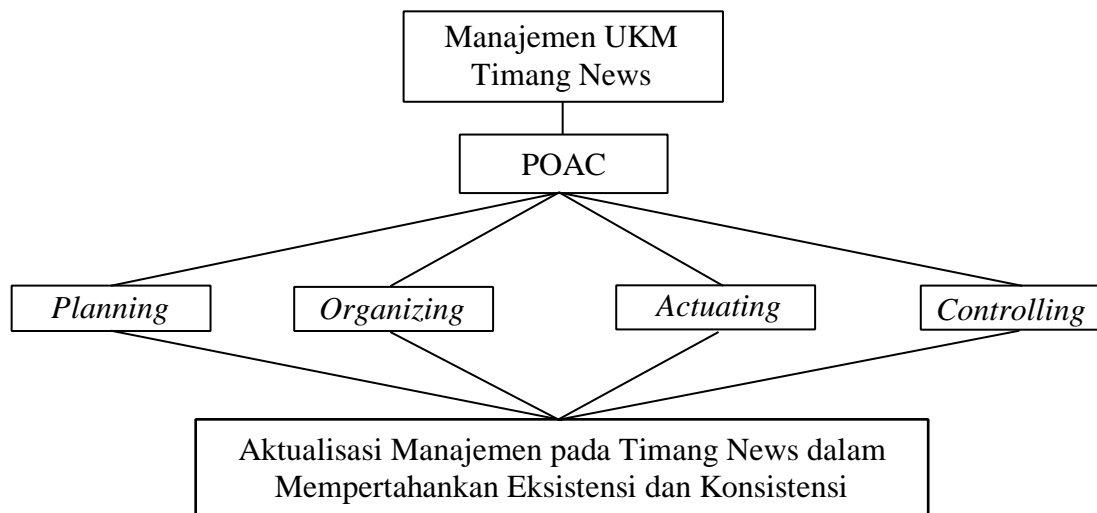 Manajemen UKM
Timang News
POAC
Planning
Organizing
Actuating
Controlling
Aktualisasi Manajemen pada Timang News dalam
Mempertahankan Eksistensi dan Konsistensi